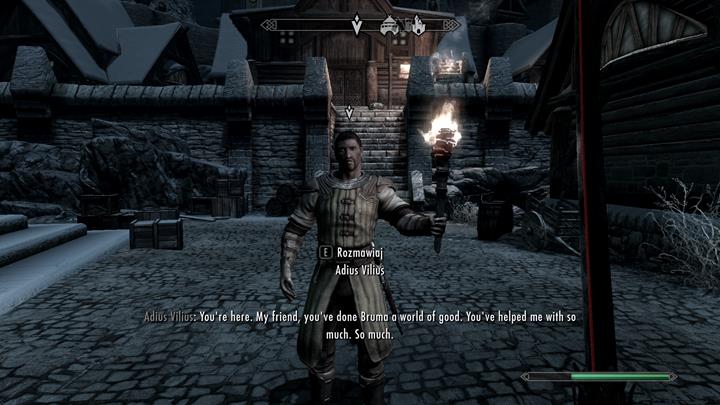 E Rozmawiaj
Adius Vilius
Adius Vilius: You're here. My friend, you've done Bruma a world of good. You've helped me with so
much. So much.